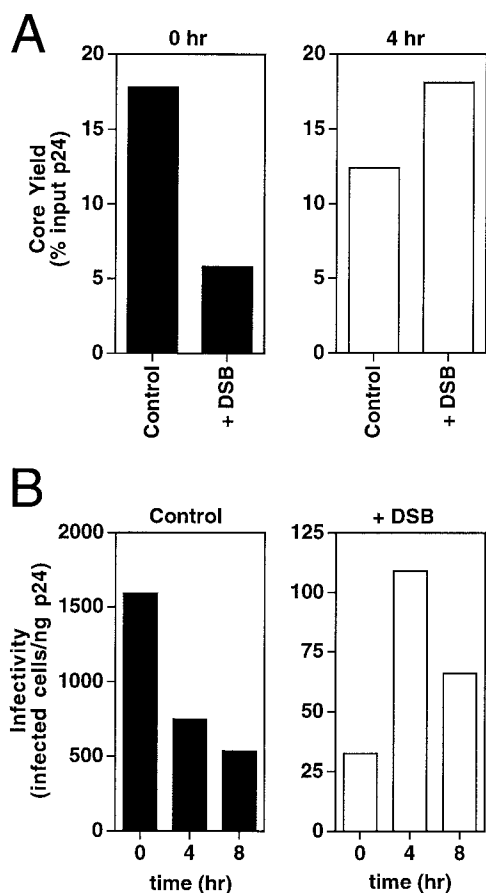 A
0 hr
4 hr
Core Yield
(% input p24)
20
15
10
5
0
20
15
10
5
0
Control
+ DSB
Control
+ DSB
B
Control
+ DSB
Infectivity
(infected cells/ng p24)
2000
1500
1000
500
0
125
100
75
50
25
0
0 4 8
0 4 8
time (hr)
time (hr)